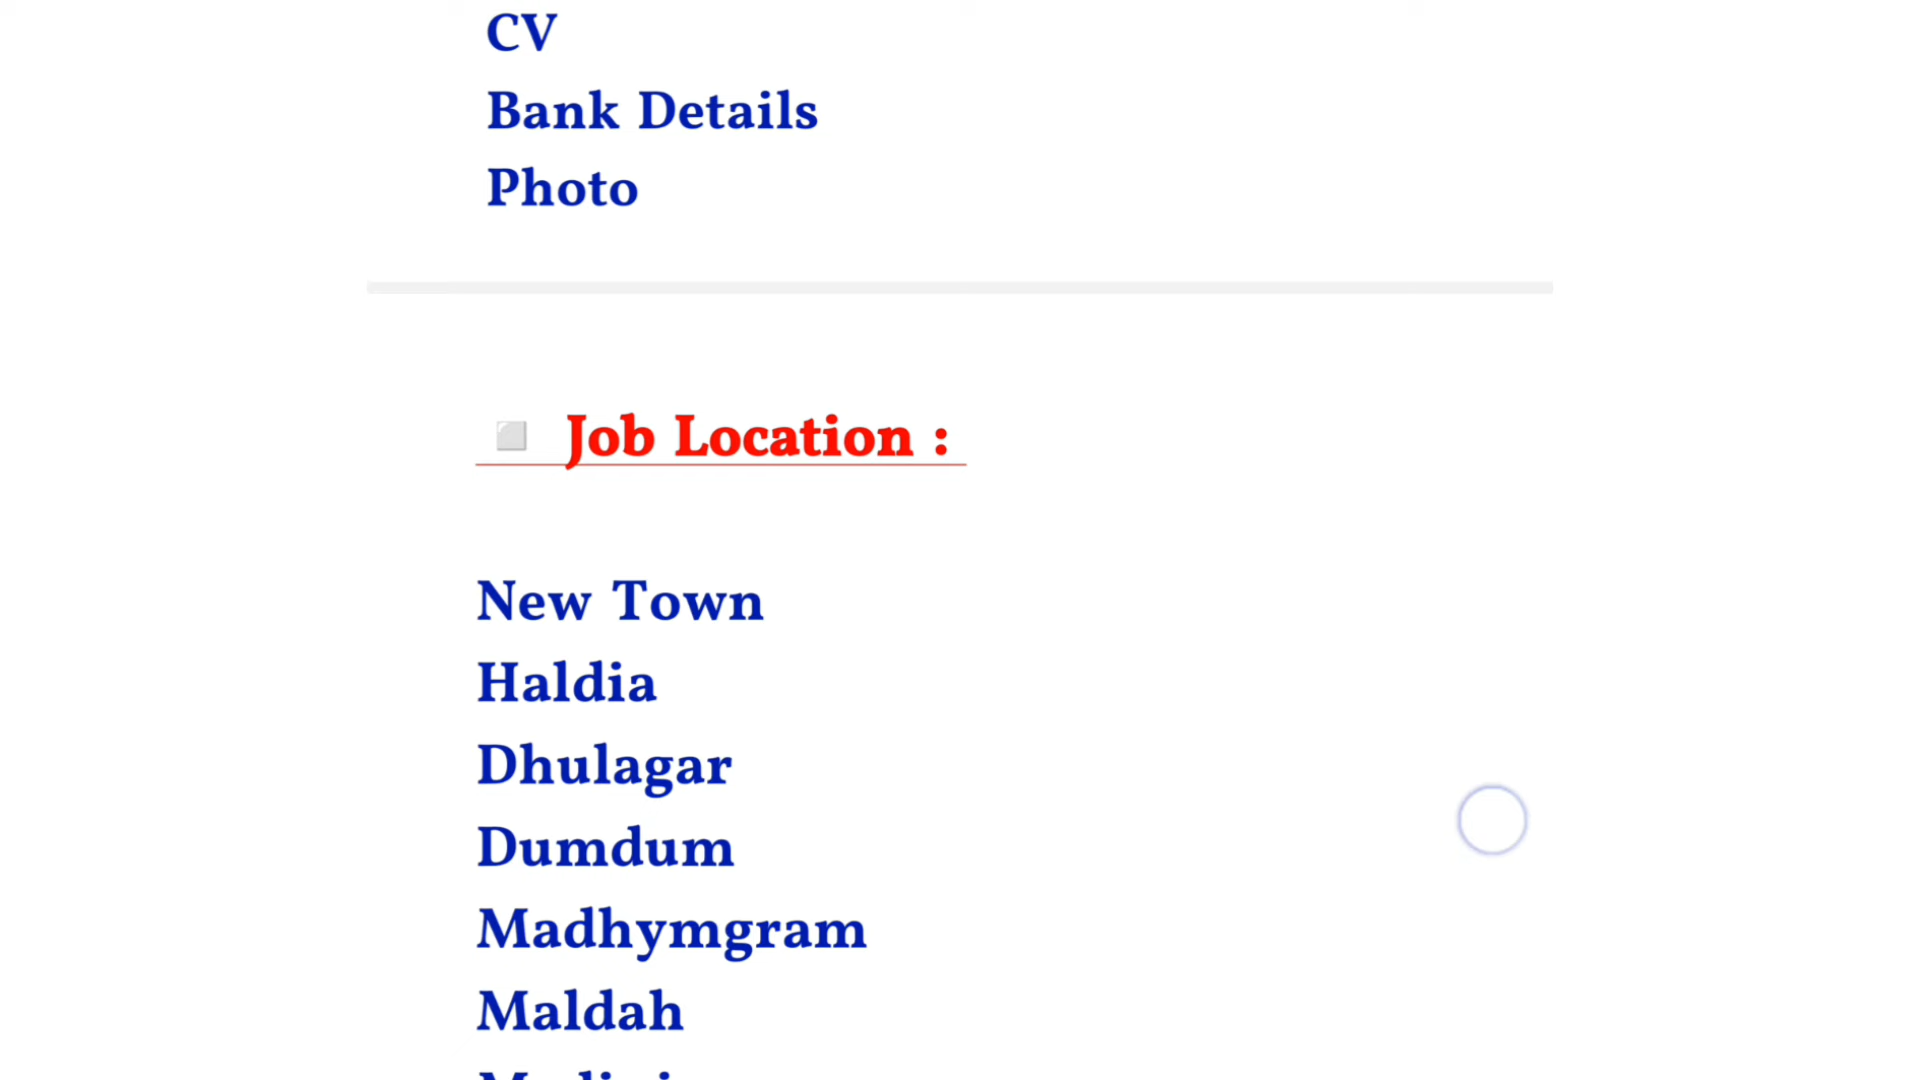 CV
Bank Details
Photo
Job Location :
New Town
Haldia
Dhulagar
Dumdum
Madhymgram
Maldah